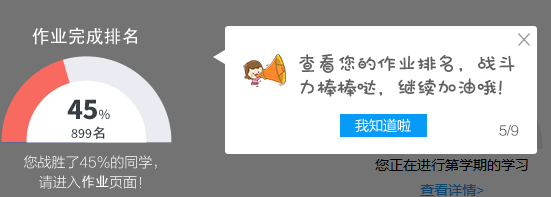 作业完成排名
45%
899名
您战胜了45%的同学，
请进入作业页面！
查看您的作业排名，战斗
力棒棒哒，继续加油哦！
我知道啦
5/9
您正在进行第学期的学习
查看详情>